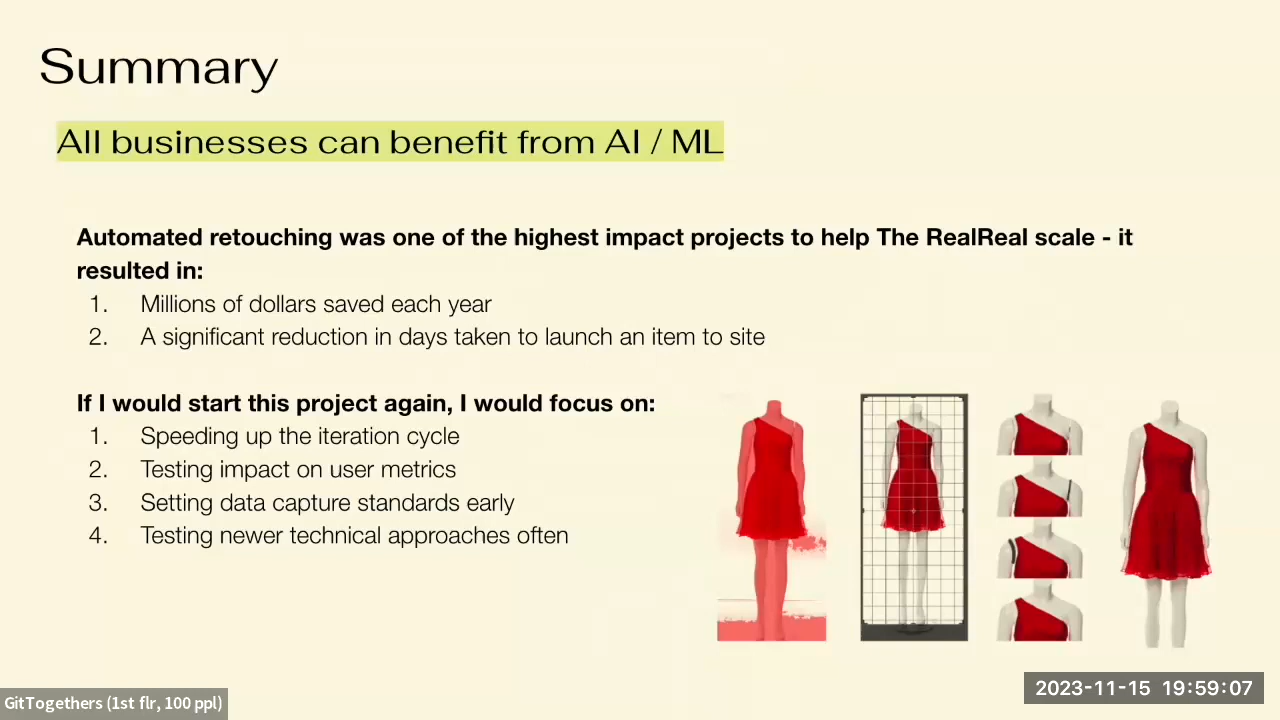 Summary
All businesses can benefit from AI / ML
Automated retouching was one of the highest impact projects to help The RealReal scale - it
resulted in:
1. Millions of dollars saved each year
2. A significant reduction in days taken to launch an item to site
If I would start this project again, I would focus on:
1. Speeding up the iteration cycle
2. Testing impact on user metrics
3. Setting data capture standards early
4. Testing newer technical approaches often
GitTogethers (1st flr, 100 ppl)
2023-11-15 19:59:07